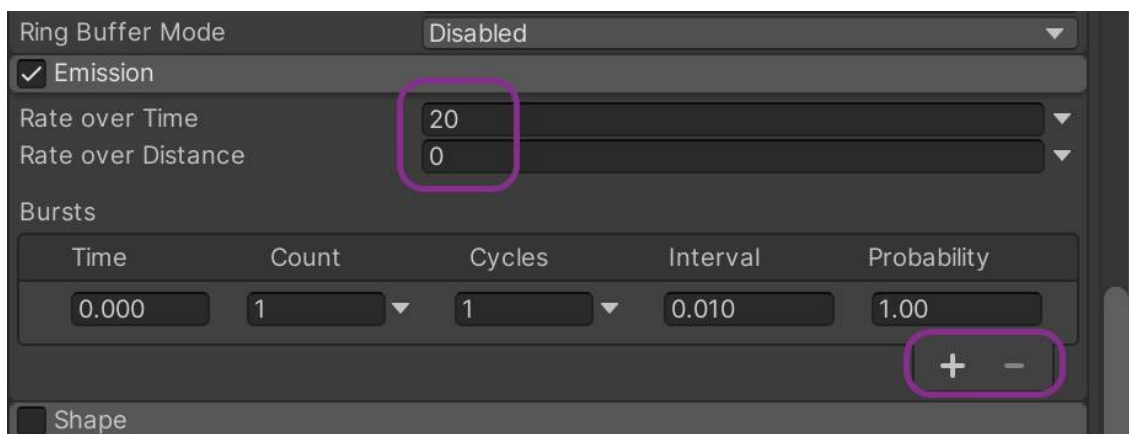 Ring Buffer Mode Disabled
Emission
Rate over Time 20
Rate over Distance 0
Bursts
Time Count Cycles Interval Probability
0.000 1 1 0.010 1.00
+ −
Shape